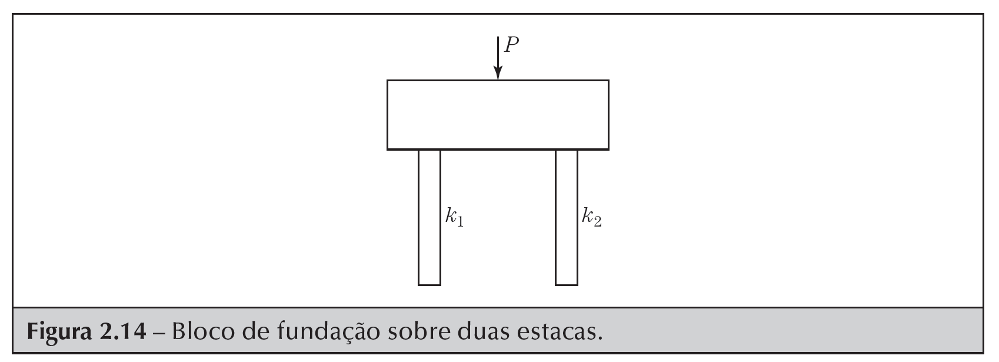 P
k₁
k₂
Figura 2.14 – Bloco de fundação sobre duas estacas.